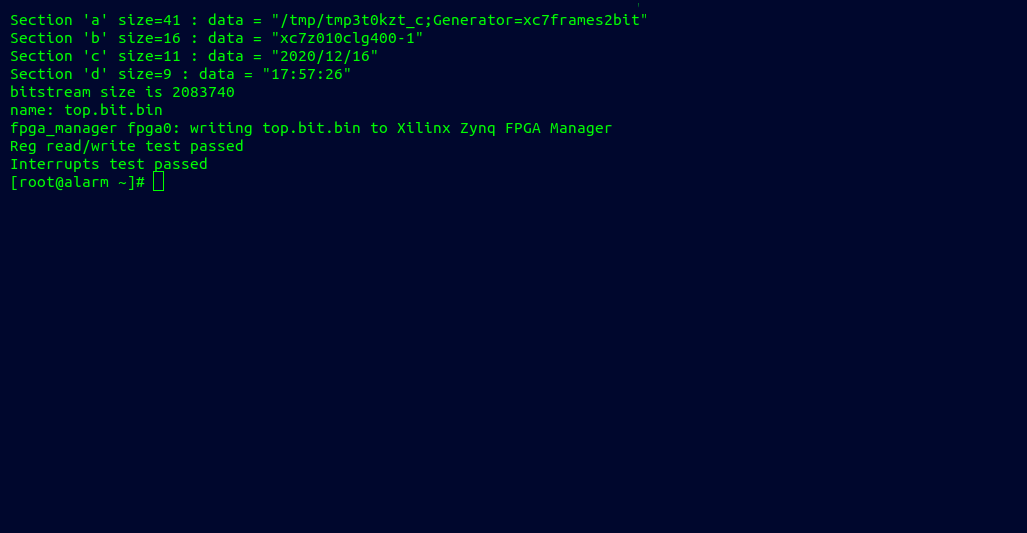 Section 'a' size=41 : data = "/tmp/tmp3t0kzt_c;Generator=xc7frames2bit"
Section 'b' size=16 : data = "xc7z010clg400-1"
Section 'c' size=11 : data = "2020/12/16"
Section 'd' size=9 : data = "17:57:26"
bitstream size is 2083740
name: top.bit.bin
fpga_manager fpga0: writing top.bit.bin to Xilinx Zynq FPGA Manager
Reg read/write test passed
Interrupts test passed
[root@alarm ~]#